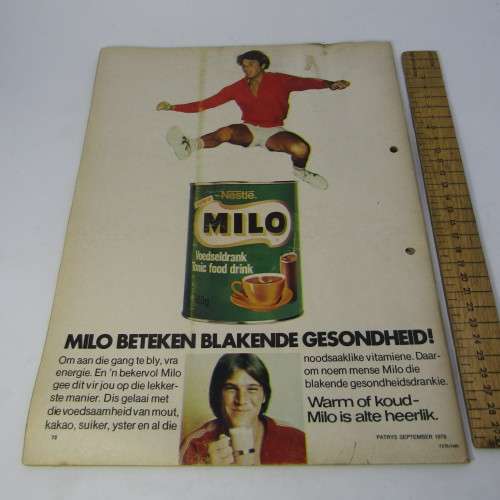 Nestlé
MILO
Voedseldrank
Tonic food drink
MILO BETEKEN BLAKENDE GESONDHEID!
Om aan die gang te bly, vra
energie. En 'n bekervol Milo
gee dit vir jou op die lekker-
ste manier. Dis gelaai met
die voedsaamheid van mout,
kakao, suiker, yster en al die
noodsaaklike vitamiene. Daar-
om noem mense Milo die
blakende gesondheidsdrankie.
Warm of koud–
Milo is alte heerlik.
PATRYS SEPTEMBER 1978